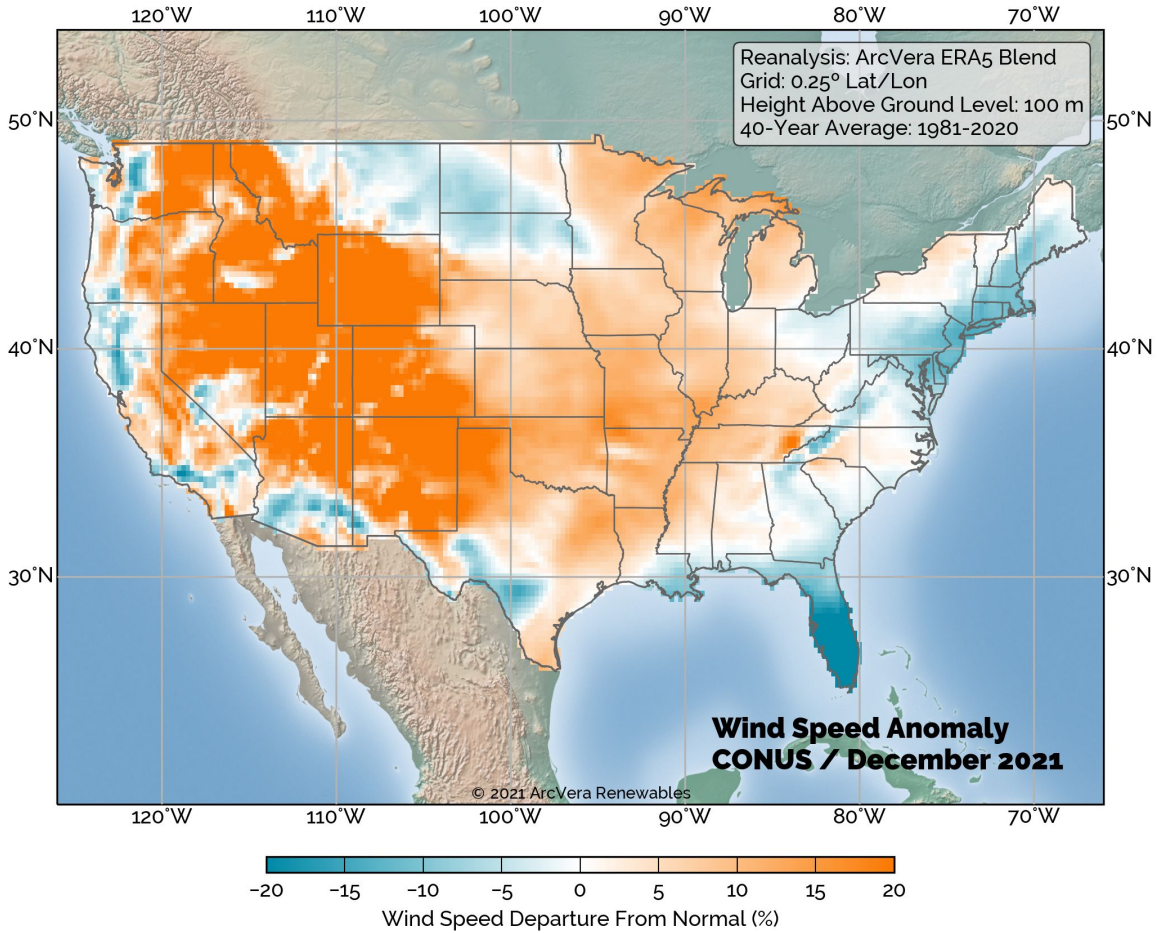 120°W 110°W 100°W 90°W 80°W 70°W
Reanalysis: ArcVera ERA5 Blend
Grid: 0.25º Lat/Lon
Height Above Ground Level: 100 m
40-Year Average: 1981-2020
50°N 50°N
40°N 40°N
30°N 30°N
Wind Speed Anomaly
CONUS / December 2021
© 2021 ArcVera Renewables
120°W 110°W 100°W 90°W 80°W 70°W
−20 −15 −10 −5 0 5 10 15 20
Wind Speed Departure From Normal (%)